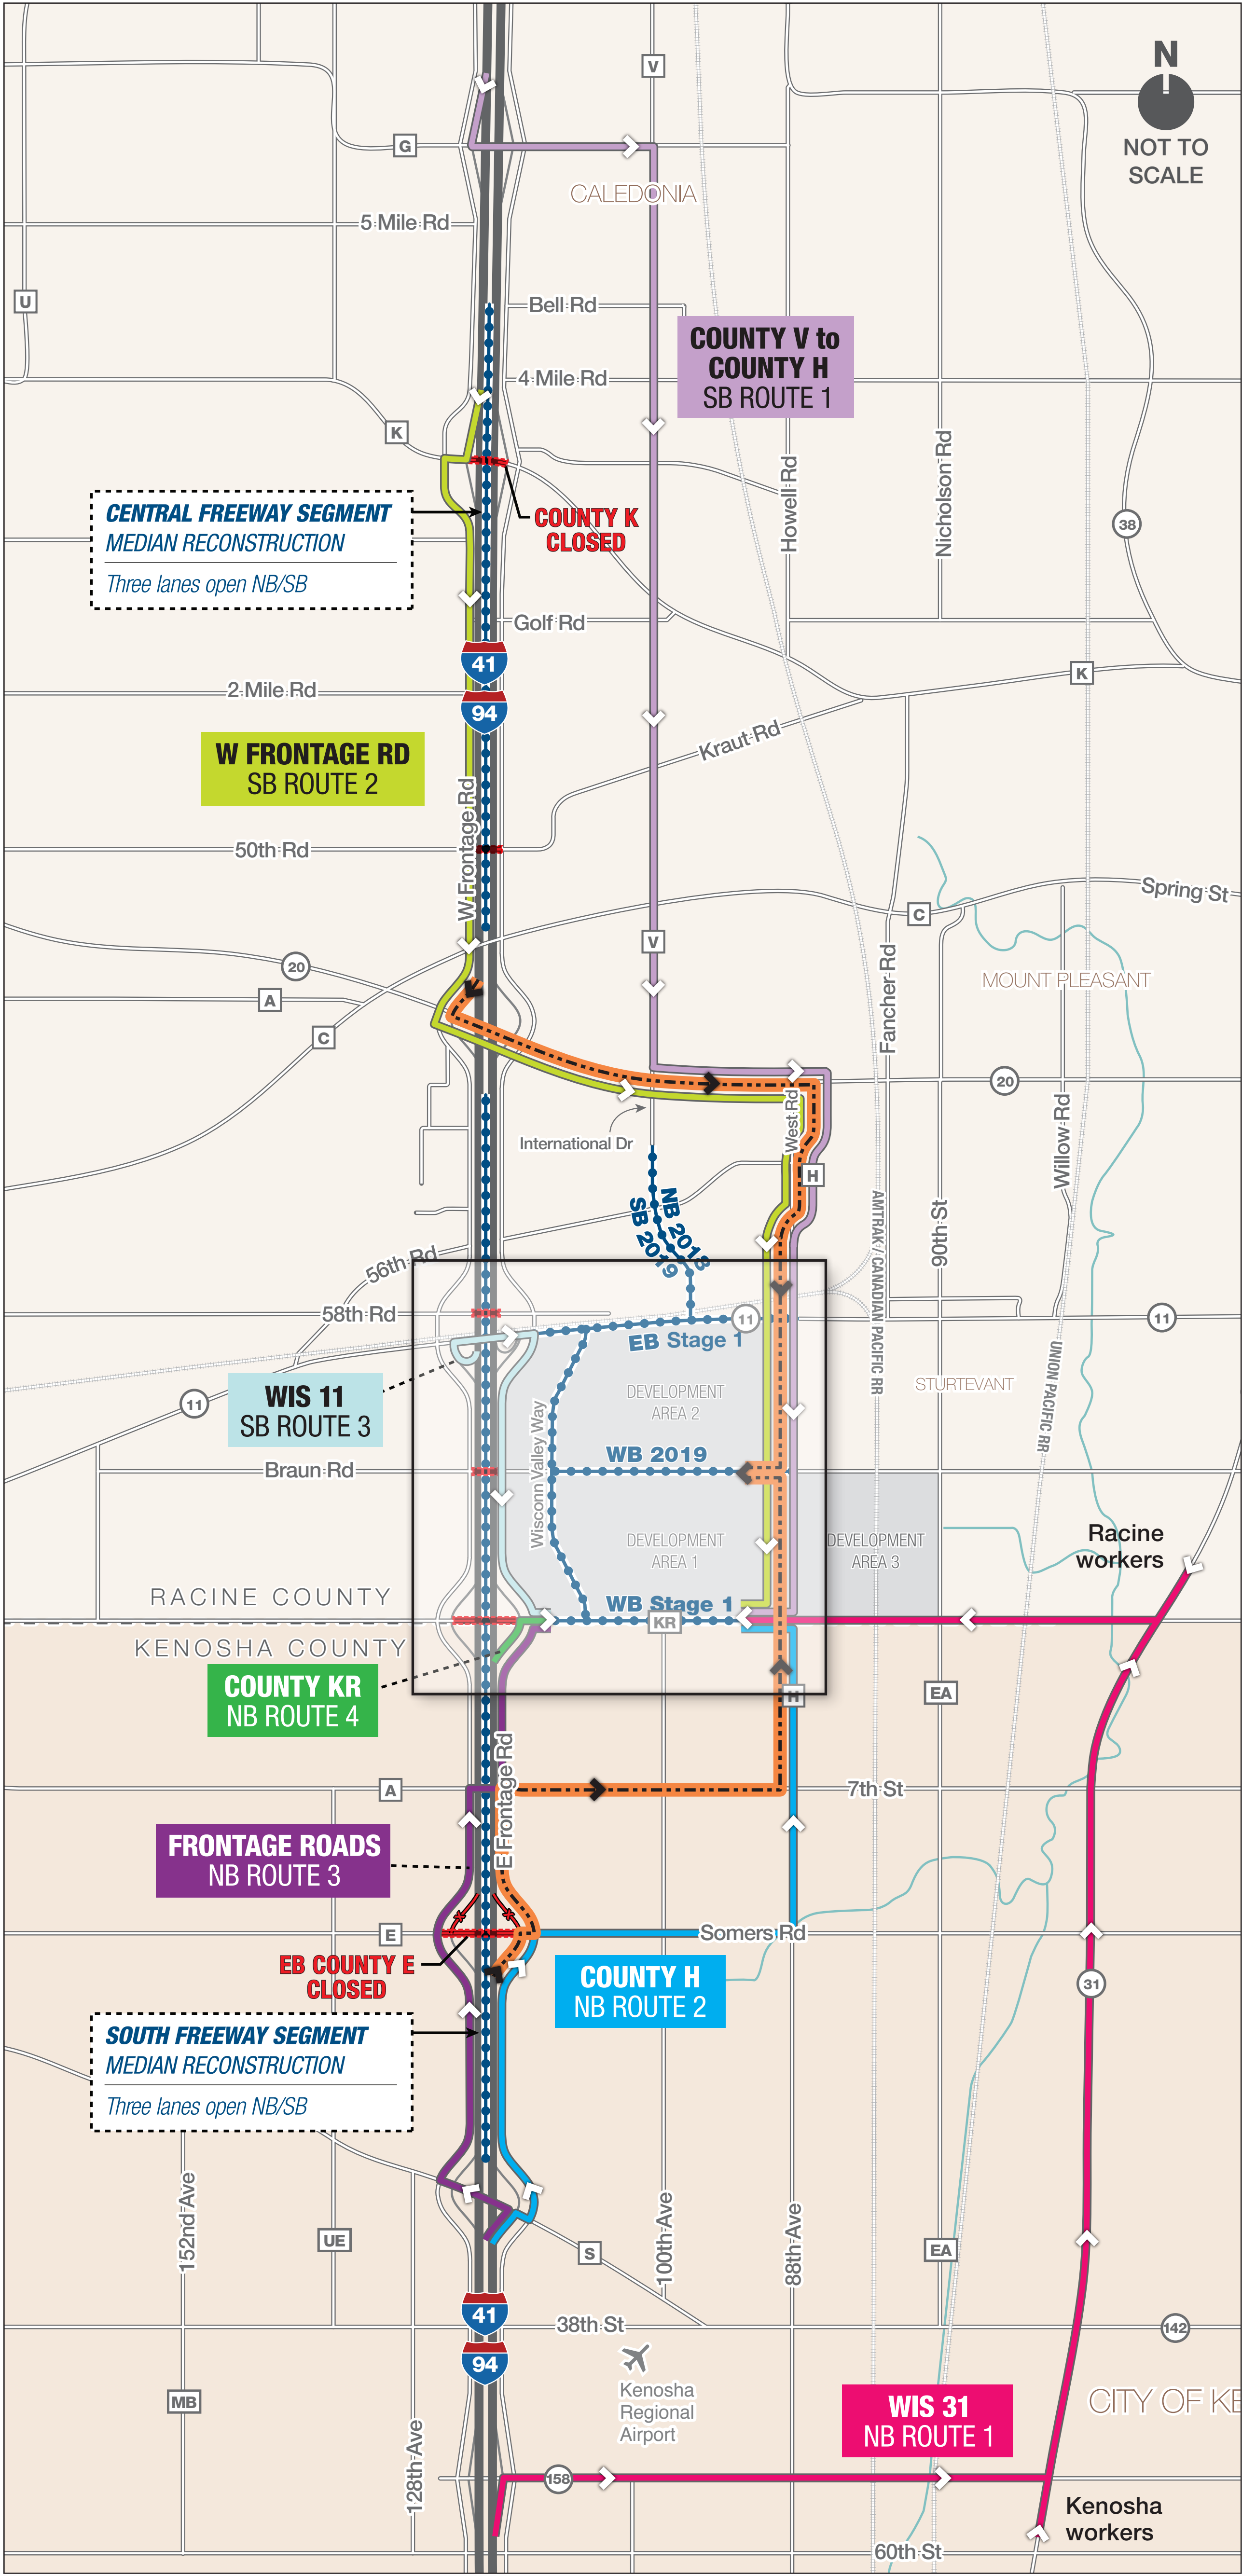 N
NOT TO
SCALE
V
G
CALEDONIA
5 Mile Rd
U
Bell Rd
COUNTY V to
COUNTY H
SB ROUTE 1
4 Mile Rd
K
Howell Rd
Nicholson Rd
38
CENTRAL FREEWAY SEGMENT
MEDIAN RECONSTRUCTION
Three lanes open NB/SB
COUNTY K
CLOSED
Golf Rd
41
K
2 Mile Rd
94
Kraut Rd
W FRONTAGE RD
SB ROUTE 2
W Frontage Rd
50th Rd
Spring St
C
V
20
MOUNT PLEASANT
A
Fancher Rd
C
20
West Rd
Willow Rd
International Dr
H
NB 2018
SB 2019
AMTRAK / CANADIAN PACIFIC RR
90th St
56th Rd
58th Rd
11
11
EB Stage 1
UNION PACIFIC RR
WIS 11
SB ROUTE 3
11
DEVELOPMENT
AREA 2
STURTEVANT
Wisconn Valley Way
WB 2019
Braun Rd
Racine
workers
DEVELOPMENT
AREA 1
DEVELOPMENT
AREA 3
RACINE COUNTY
WB Stage 1
KR
KENOSHA COUNTY
COUNTY KR
NB ROUTE 4
H
EA
E Frontage Rd
A
7th St
FRONTAGE ROADS
NB ROUTE 3
E
Somers Rd
EB COUNTY E
CLOSED
COUNTY H
NB ROUTE 2
31
SOUTH FREEWAY SEGMENT
MEDIAN RECONSTRUCTION
Three lanes open NB/SB
152nd Ave
100th Ave
88th Ave
UE
S
EA
41
38th St
142
94
Kenosha
Regional
Airport
MB
CITY OF KE
WIS 31
NB ROUTE 1
128th Ave
158
Kenosha
workers
60th St